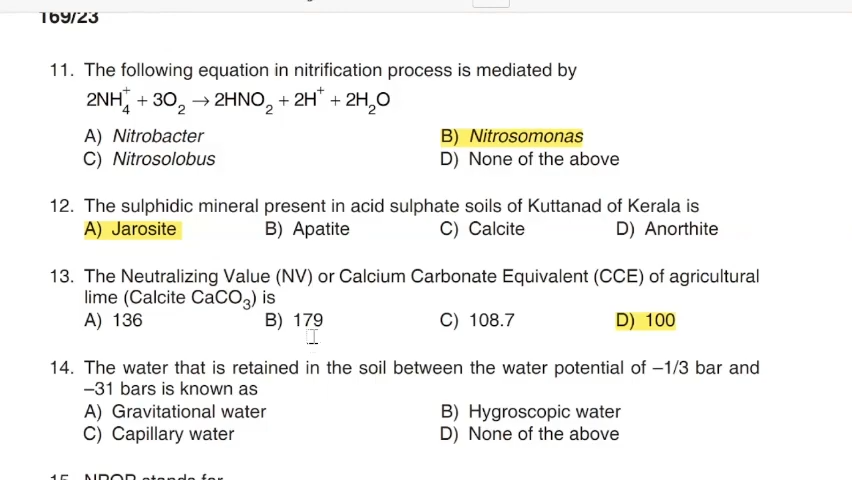 169/23
11. The following equation in nitrification process is mediated by
2NH₄⁺ + 3O₂ → 2HNO₂ + 2H⁺ + 2H₂O
A) Nitrobacter B) Nitrosomonas
C) Nitrosolobus D) None of the above
12. The sulphidic mineral present in acid sulphate soils of Kuttanad of Kerala is
A) Jarosite B) Apatite C) Calcite D) Anorthite
13. The Neutralizing Value (NV) or Calcium Carbonate Equivalent (CCE) of agricultural
lime (Calcite CaCO₃) is
A) 136 B) 179 C) 108.7 D) 100
14. The water that is retained in the soil between the water potential of –1/3 bar and
–31 bars is known as
A) Gravitational water B) Hygroscopic water
C) Capillary water D) None of the above